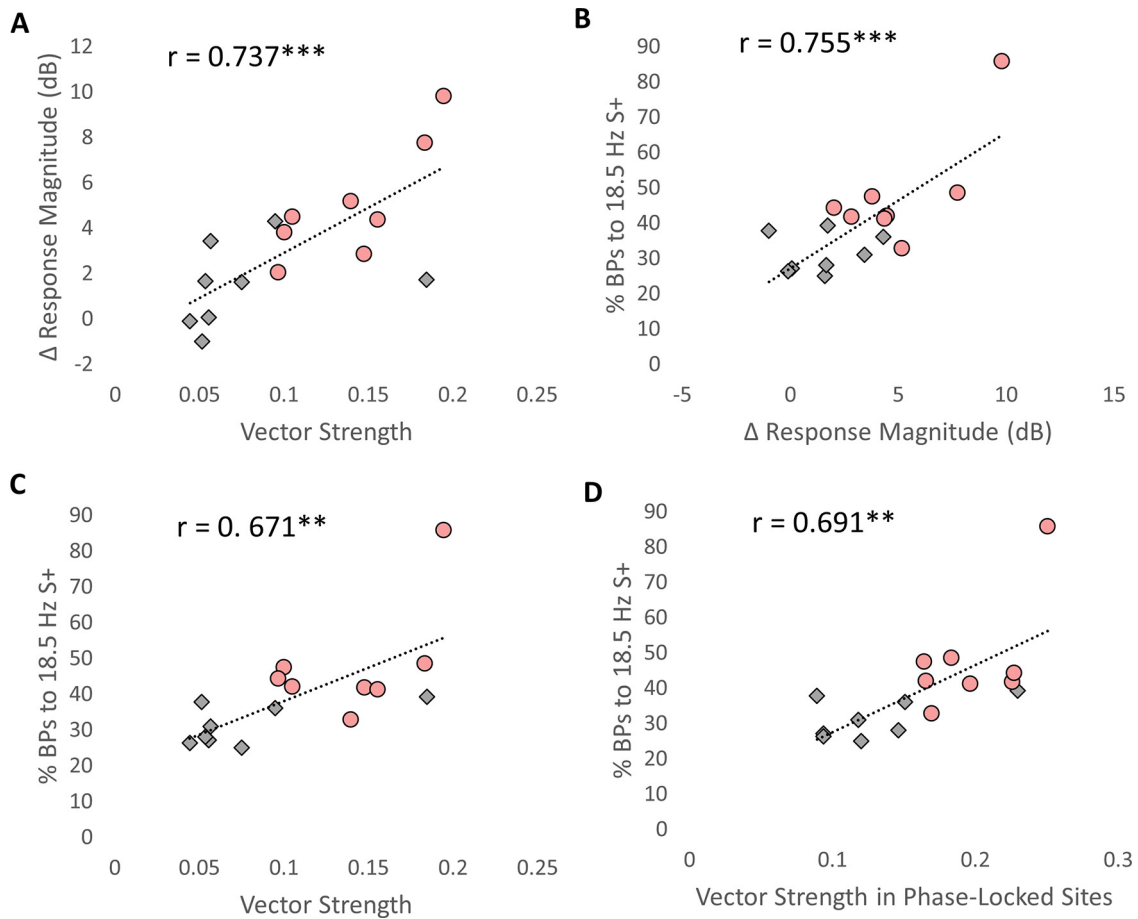 A
r = 0.737***
Δ Response Magnitude (dB)
12
10
8
6
4
2
0
-2
0 0.05 0.1 0.15 0.2 0.25
Vector Strength
B
r = 0.755***
% BPs to 18.5 Hz S+
90
80
70
60
50
40
30
20
10
0
-5 0 5 10 15
Δ Response Magnitude (dB)
C
r = 0. 671**
% BPs to 18.5 Hz S+
90
80
70
60
50
40
30
20
10
0
0 0.05 0.1 0.15 0.2 0.25
Vector Strength
D
r = 0.691**
% BPs to 18.5 Hz S+
90
80
70
60
50
40
30
20
10
0
0 0.1 0.2 0.3
Vector Strength in Phase-Locked Sites